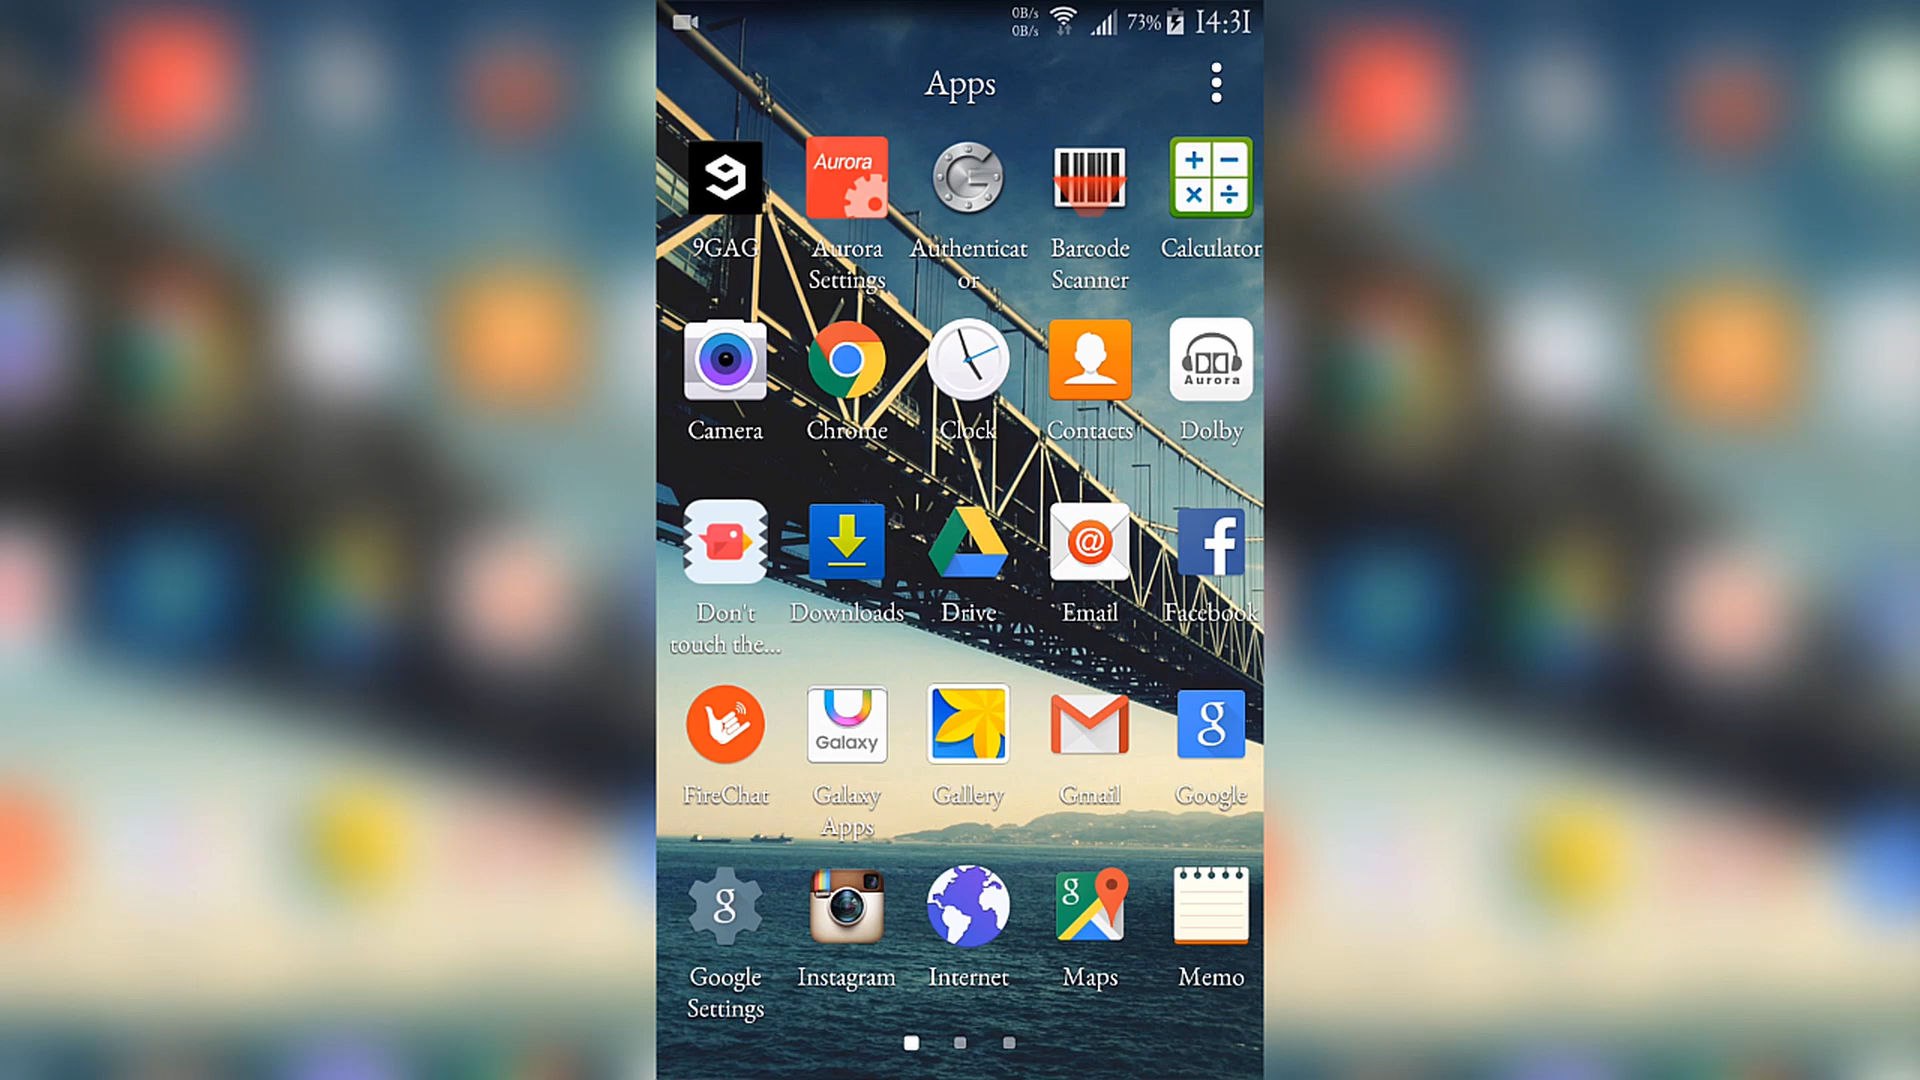 0B/s
0B/s
73%
14:31
Apps
Aurora
9GAG
Aurora
Settings
Authenticat
or
Barcode
Scanner
Calculator
Aurora
Camera
Chrome
Clock
Contacts
Dolby
Don't
touch the...
Downloads
Drive
Email
Facebook
Galaxy
FireChat
Galaxy
Apps
Gallery
Gmail
Google
Google
Settings
Instagram
Internet
Maps
Memo